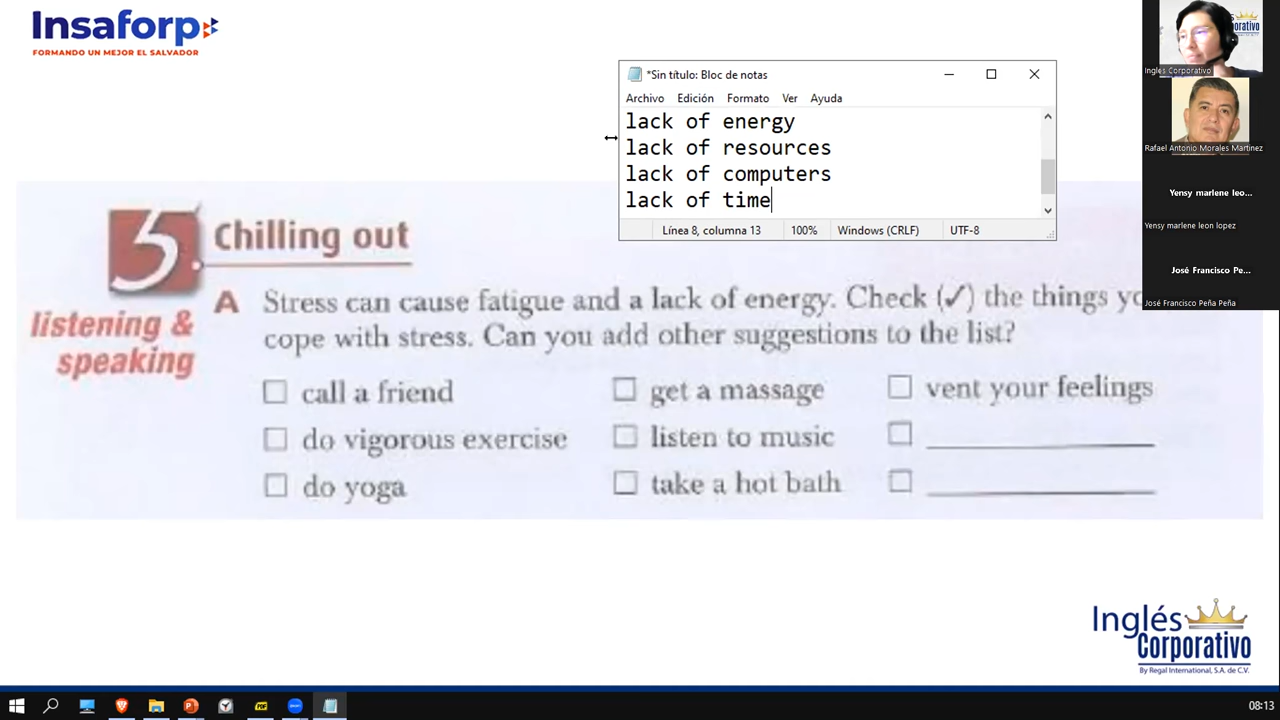 Insaforp
FORMANDO UN MEJOR EL SALVADOR
*Sin título: Bloc de notas
Archivo Edición Formato Ver Ayuda
lack of energy
lack of resources
lack of computers
lack of time
Línea 8, columna 13 100% Windows (CRLF) UTF-8
Inglés Corporativo
Rafael Antonio Morales Martinez
Yensy marlene leo...
Yensy marlene leon lopez
José Francisco Pe...
José Francisco Peña Peña
5 Chilling out
listening &
speaking
A Stress can cause fatigue and a lack of energy. Check (✓) the things
cope with stress. Can you add other suggestions to the list?
call a friend
do vigorous exercise
do yoga
get a massage
listen to music
take a hot bath
vent your feelings
Inglés
Corporativo
By Regal International, S.A. de C.V.
08:13